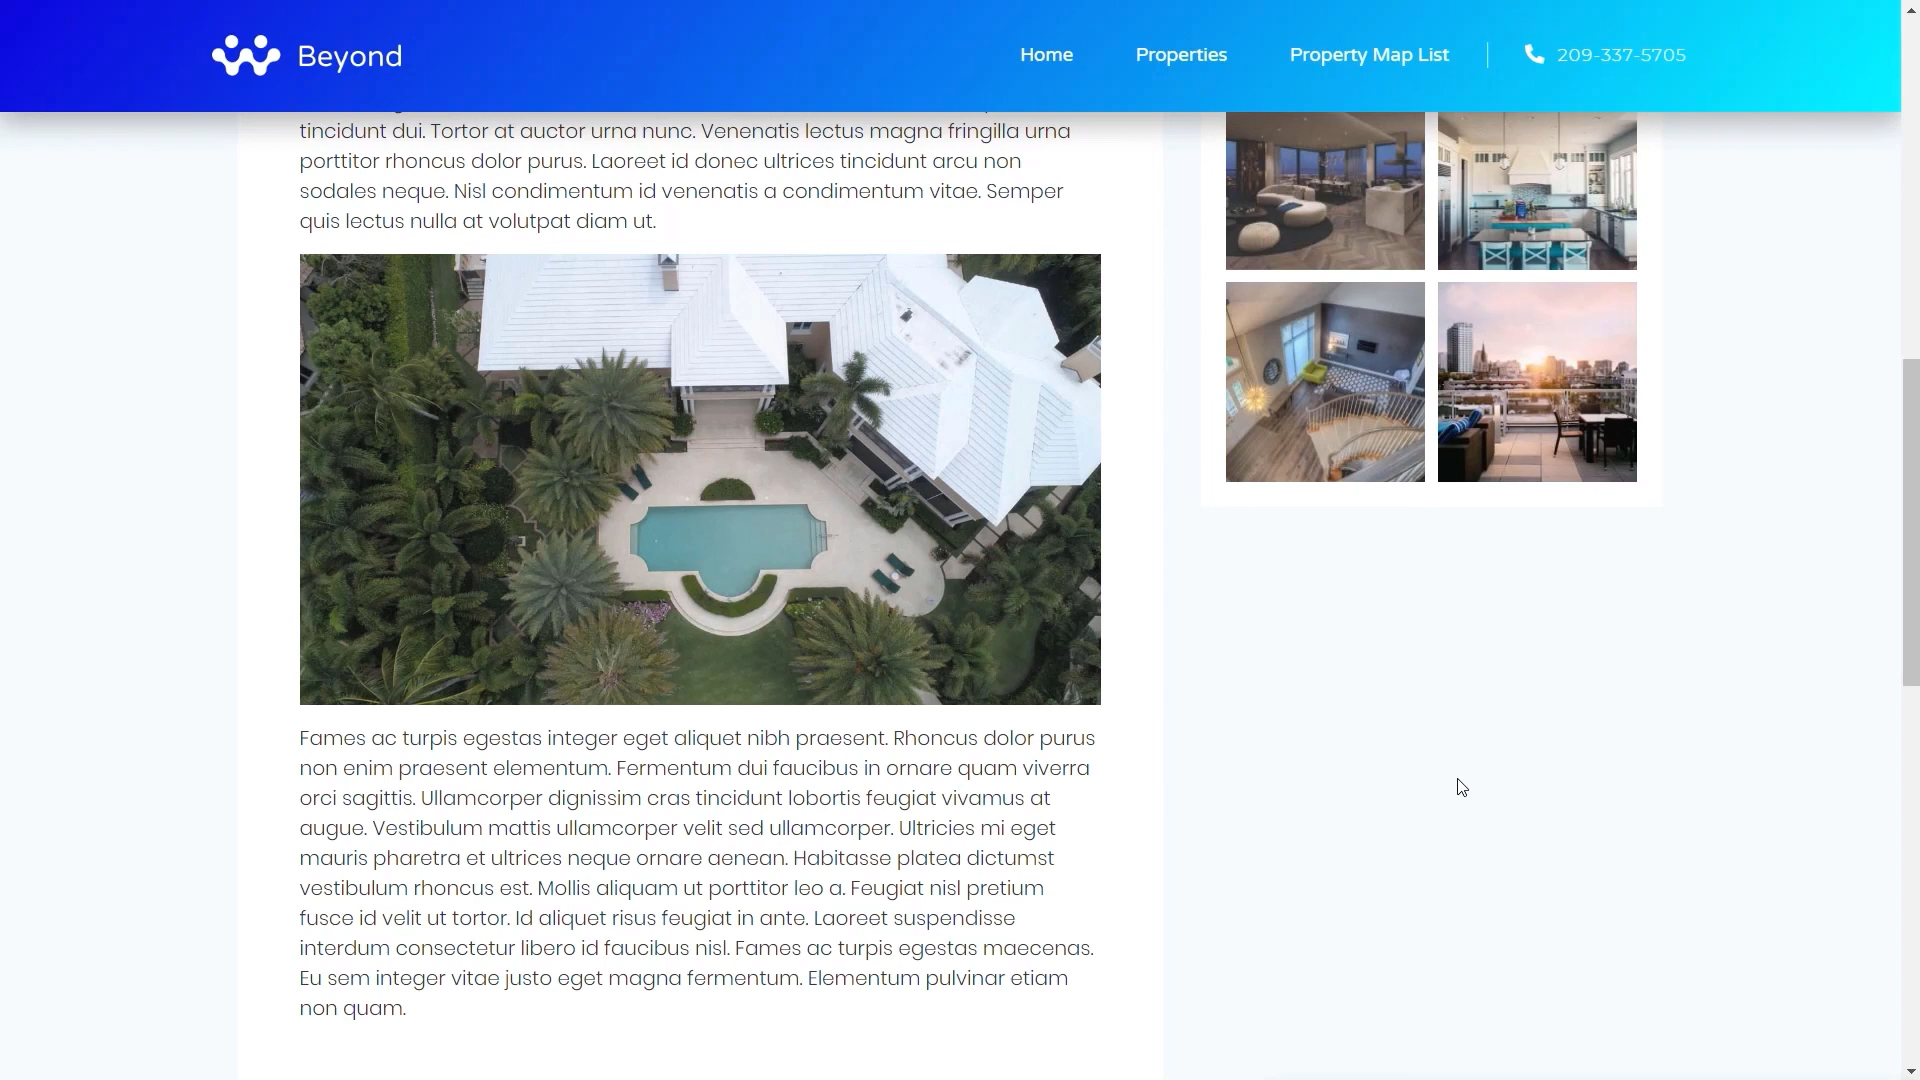 Beyond
Home
Properties
Property Map List
209-337-5705
tincidunt dui. Tortor at auctor urna nunc. Venenatis lectus magna fringilla urna
porttitor rhoncus dolor purus. Laoreet id donec ultrices tincidunt arcu non
sodales neque. Nisl condimentum id venenatis a condimentum vitae. Semper
quis lectus nulla at volutpat diam ut.
Fames ac turpis egestas integer eget aliquet nibh praesent. Rhoncus dolor purus
non enim praesent elementum. Fermentum dui faucibus in ornare quam viverra
orci sagittis. Ullamcorper dignissim cras tincidunt lobortis feugiat vivamus at
augue. Vestibulum mattis ullamcorper velit sed ullamcorper. Ultricies mi eget
mauris pharetra et ultrices neque ornare aenean. Habitasse platea dictumst
vestibulum rhoncus est. Mollis aliquam ut porttitor leo a. Feugiat nisl pretium
fusce id velit ut tortor. Id aliquet risus feugiat in ante. Laoreet suspendisse
interdum consectetur libero id faucibus nisl. Fames ac turpis egestas maecenas.
Eu sem integer vitae justo eget magna fermentum. Elementum pulvinar etiam
non quam.